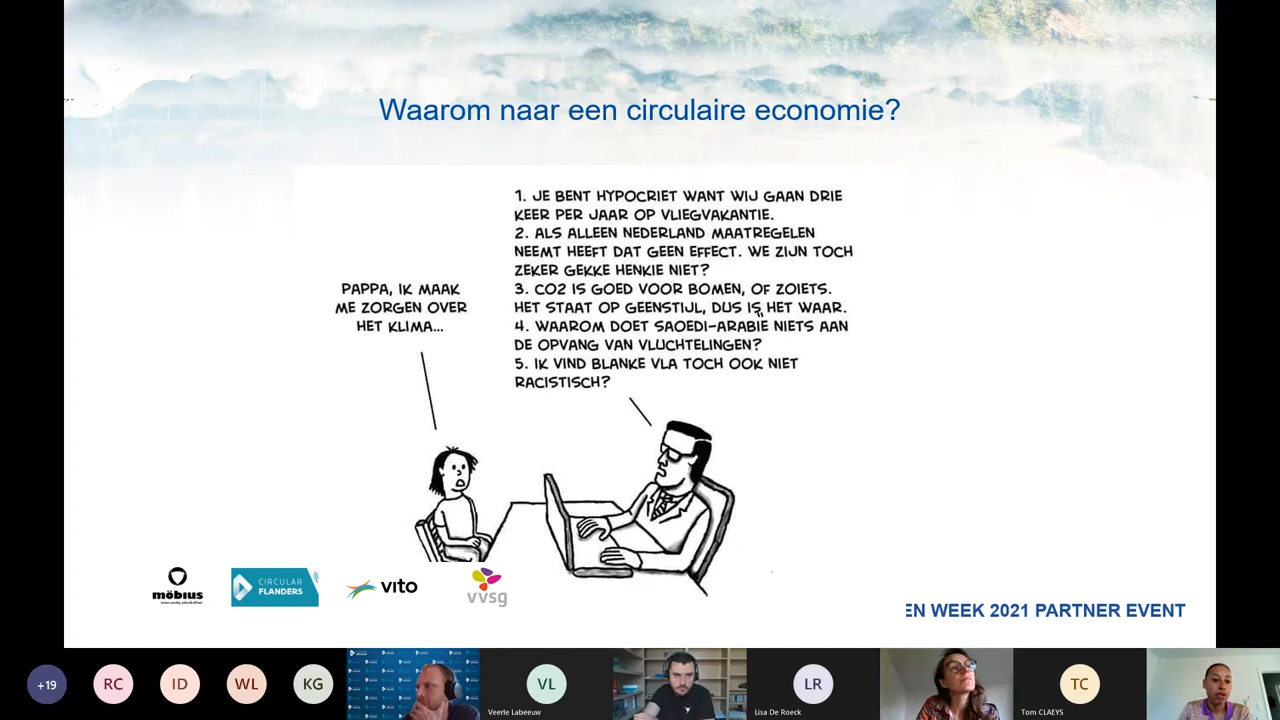 Waarom naar een circulaire economie?
PAPPA, IK MAAK
ME ZORGEN OVER
HET KLIMA...
1. JE BENT HYPOCRIET WANT WIJ GAAN DRIE
KEER PER JAAR OP VLIEGVAKANTIE.
2. ALS ALLEEN NEDERLAND MAATREGELEN
NEEMT HEEFT DAT GEEN EFFECT. WE ZIJN TOCH
ZEKER GEKKE HENKIE NIET?
3. CO2 IS GOED VOOR BOMEN, OF ZOIETS.
HET STAAT OP GEENSTIJL, DUS IS HET WAAR.
4. WAAROM DOET SAOEDI-ARABIË NIETS AAN
DE OPVANG VAN VLUCHTELINGEN?
5. IK VIND BLANKE VLA TOCH OOK NIET
RACISTISCH?
möbius
CIRCULAR
FLANDERS
vito
vvsg
EN WEEK 2021 PARTNER EVENT
+19
RC
ID
WL
KG
VL
Veerle Labeeuw
LR
Lisa De Roeck
TC
Tom CLAEYS